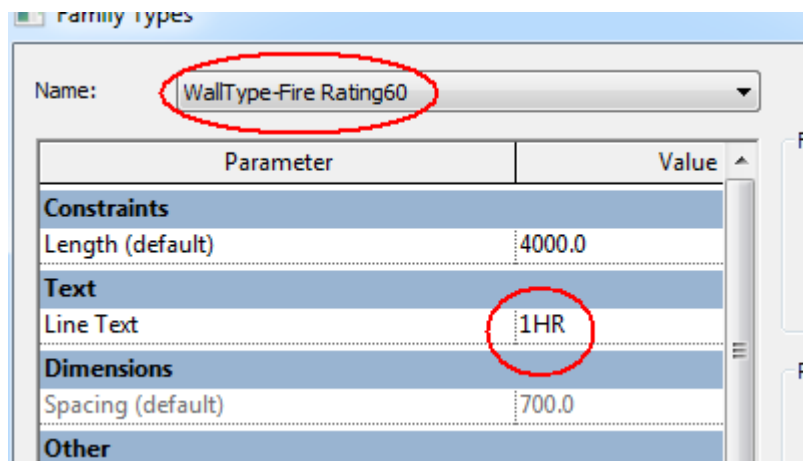 Family Types
Name: WallType-Fire Rating60
Parameter Value
Constraints
Length (default) 4000.0
Text
Line Text 1HR
Dimensions
Spacing (default) 700.0
Other